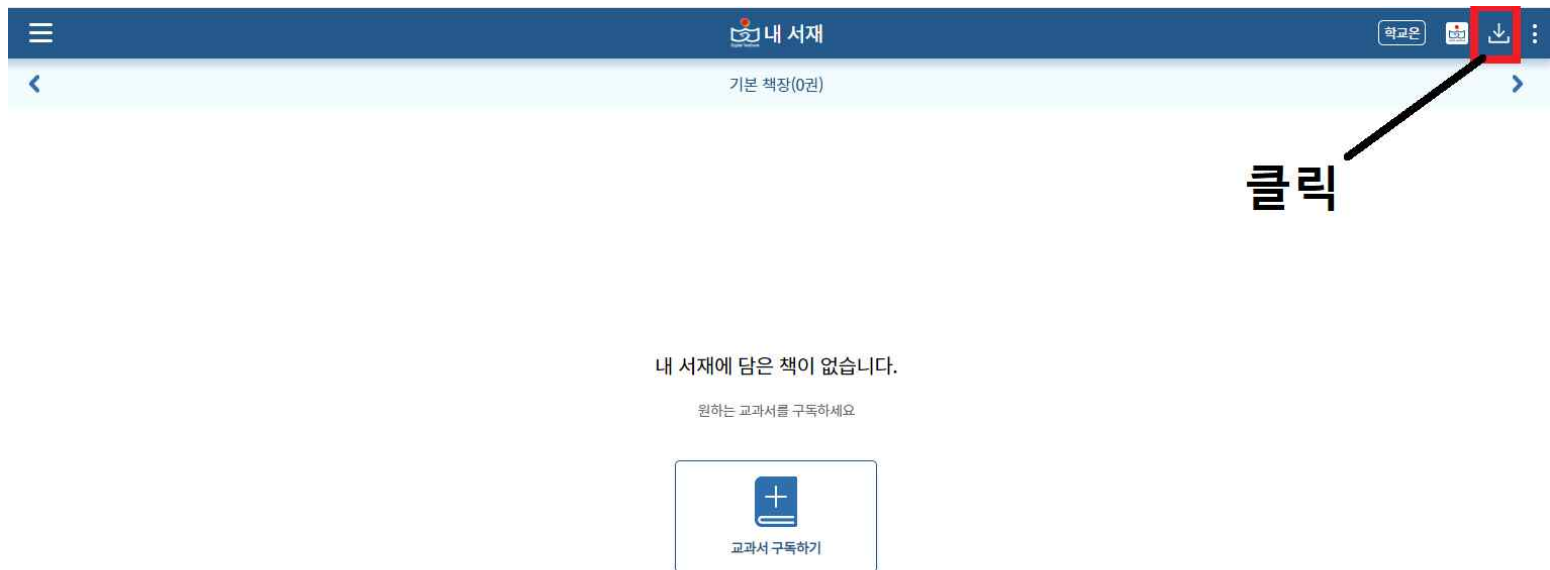 내 서재
학교온
기본 책장(0권)
클릭
내 서재에 담은 책이 없습니다.
원하는 교과서를 구독하세요
교과서 구독하기